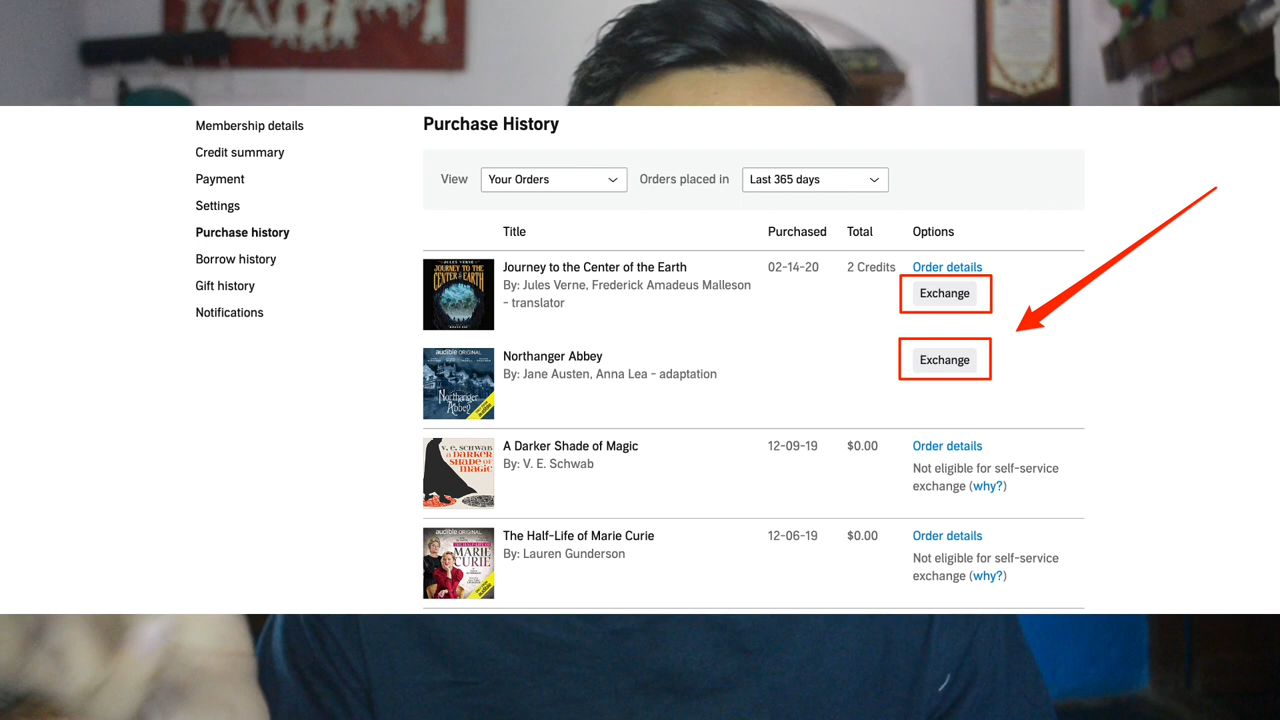 Membership details
Credit summary
Payment
Settings
Purchase history
Borrow history
Gift history
Notifications
Purchase History
View
Your Orders
Orders placed in
Last 365 days
Title
Purchased
Total
Options
JULES VERNE
JOURNEY TO THE
CENTER OF THE
EARTH
Journey to the Center of the Earth
By: Jules Verne, Frederick Amadeus Malleson
- translator
02-14-20
2 Credits
Order details
Exchange
audible ORIGINAL
Northanger
Abbey
Northanger Abbey
By: Jane Austen, Anna Lea - adaptation
Exchange
V. E. SCHWAB
A DARKER
SHADE OF
MAGIC
A Darker Shade of Magic
By: V. E. Schwab
12-09-19
$0.00
Order details
Not eligible for self-service
exchange (why?)
audible ORIGINAL
THE HALF-LIFE OF
MARIE
CURIE
The Half-Life of Marie Curie
By: Lauren Gunderson
12-06-19
$0.00
Order details
Not eligible for self-service
exchange (why?)